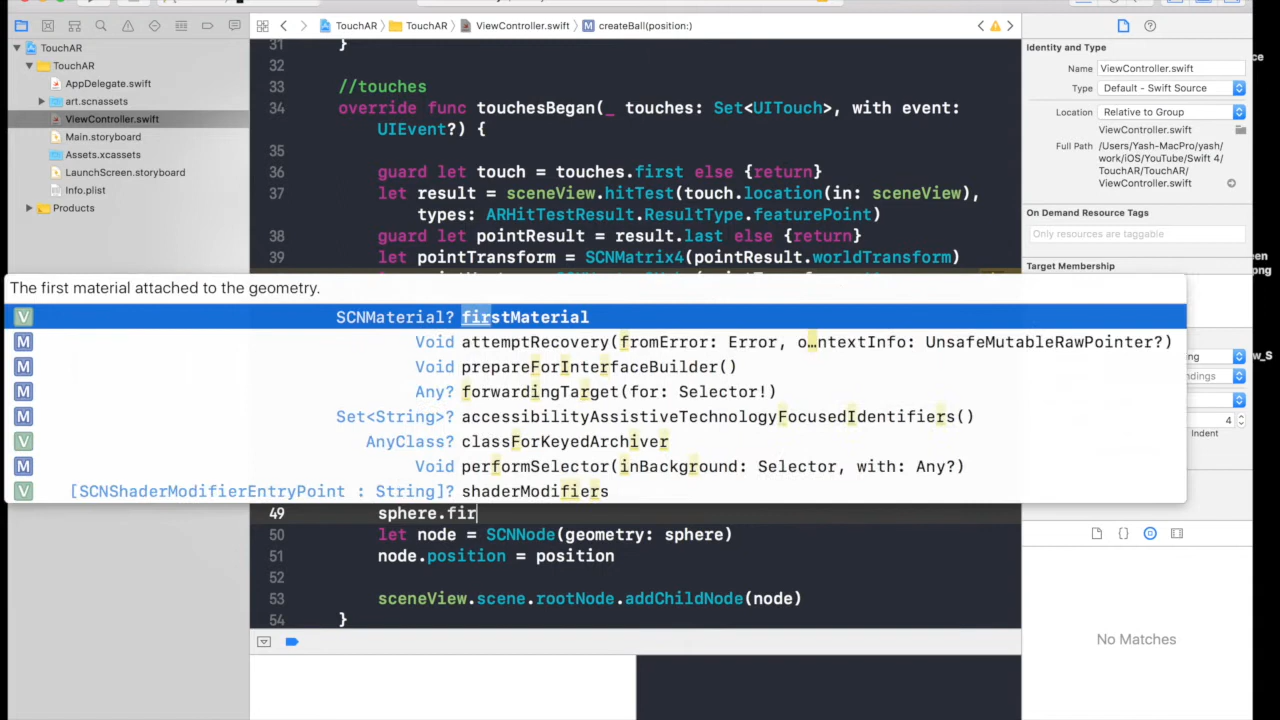 TouchAR
TouchAR
ViewController.swift
M createBall(position:)
TouchAR
TouchAR
AppDelegate.swift
art.scnassets
ViewController.swift
Main.storyboard
Assets.xcassets
LaunchScreen.storyboard
Info.plist
Products
31 }
32
33 //touches
34 override func touchesBegan(_ touches: Set<UITouch>, with event:
UIEvent?) {
35
36 guard let touch = touches.first else {return}
37 let result = sceneView.hitTest(touch.location(in: sceneView),
types: ARHitTestResult.ResultType.featurePoint)
38 guard let pointResult = result.last else {return}
39 let pointTransform = SCNMatrix4(pointResult.worldTransform)
The first material attached to the geometry.
V SCNMaterial? firstMaterial
M Void attemptRecovery(fromError: Error, o…ntextInfo: UnsafeMutableRawPointer?)
M Void prepareForInterfaceBuilder()
M Any? forwardingTarget(for: Selector!)
M Set<String>? accessibilityAssistiveTechnologyFocusedIdentifiers()
V AnyClass? classForKeyedArchiver
M Void performSelector(inBackground: Selector, with: Any?)
V [SCNShaderModifierEntryPoint : String]? shaderModifiers
49 sphere.fir
50 let node = SCNNode(geometry: sphere)
51 node.position = position
52
53 sceneView.scene.rootNode.addChildNode(node)
54 }
Identity and Type
Name ViewController.swift
Type Default - Swift Source
Location Relative to Group
ViewController.swift
Full Path /Users/Yash-MacPro/yash/
work/iOS/YouTube/Swift 4/
TouchAR/TouchAR/
ViewController.swift
On Demand Resource Tags
Only resources are taggable
Target Membership
4
Indent
No Matches